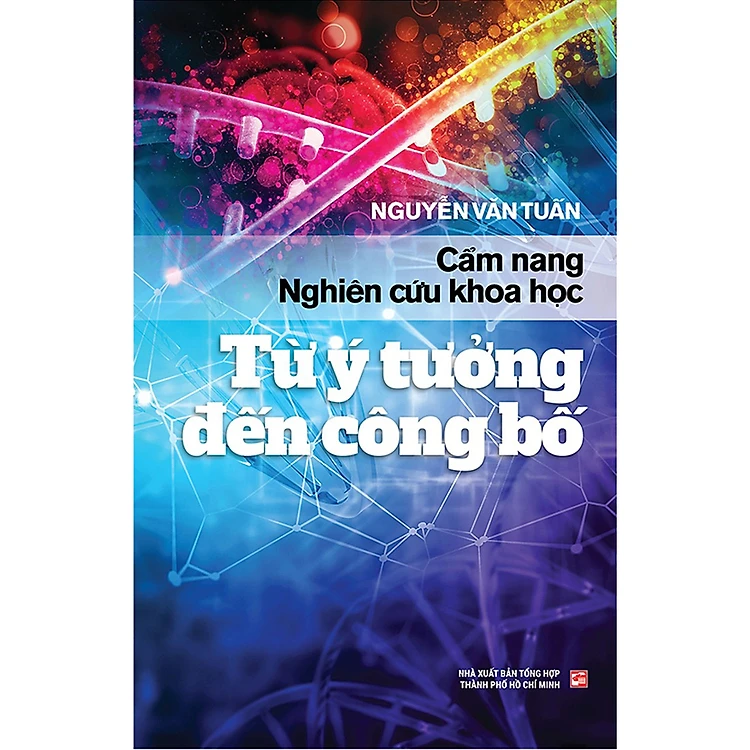 NGUYỄN VĂN TUẤN
Cẩm nang
Nghiên cứu khoa học
Từ ý tưởng
đến công bố
NHÀ XUẤT BẢN TỔNG HỢP
THÀNH PHỐ HỒ CHÍ MINH